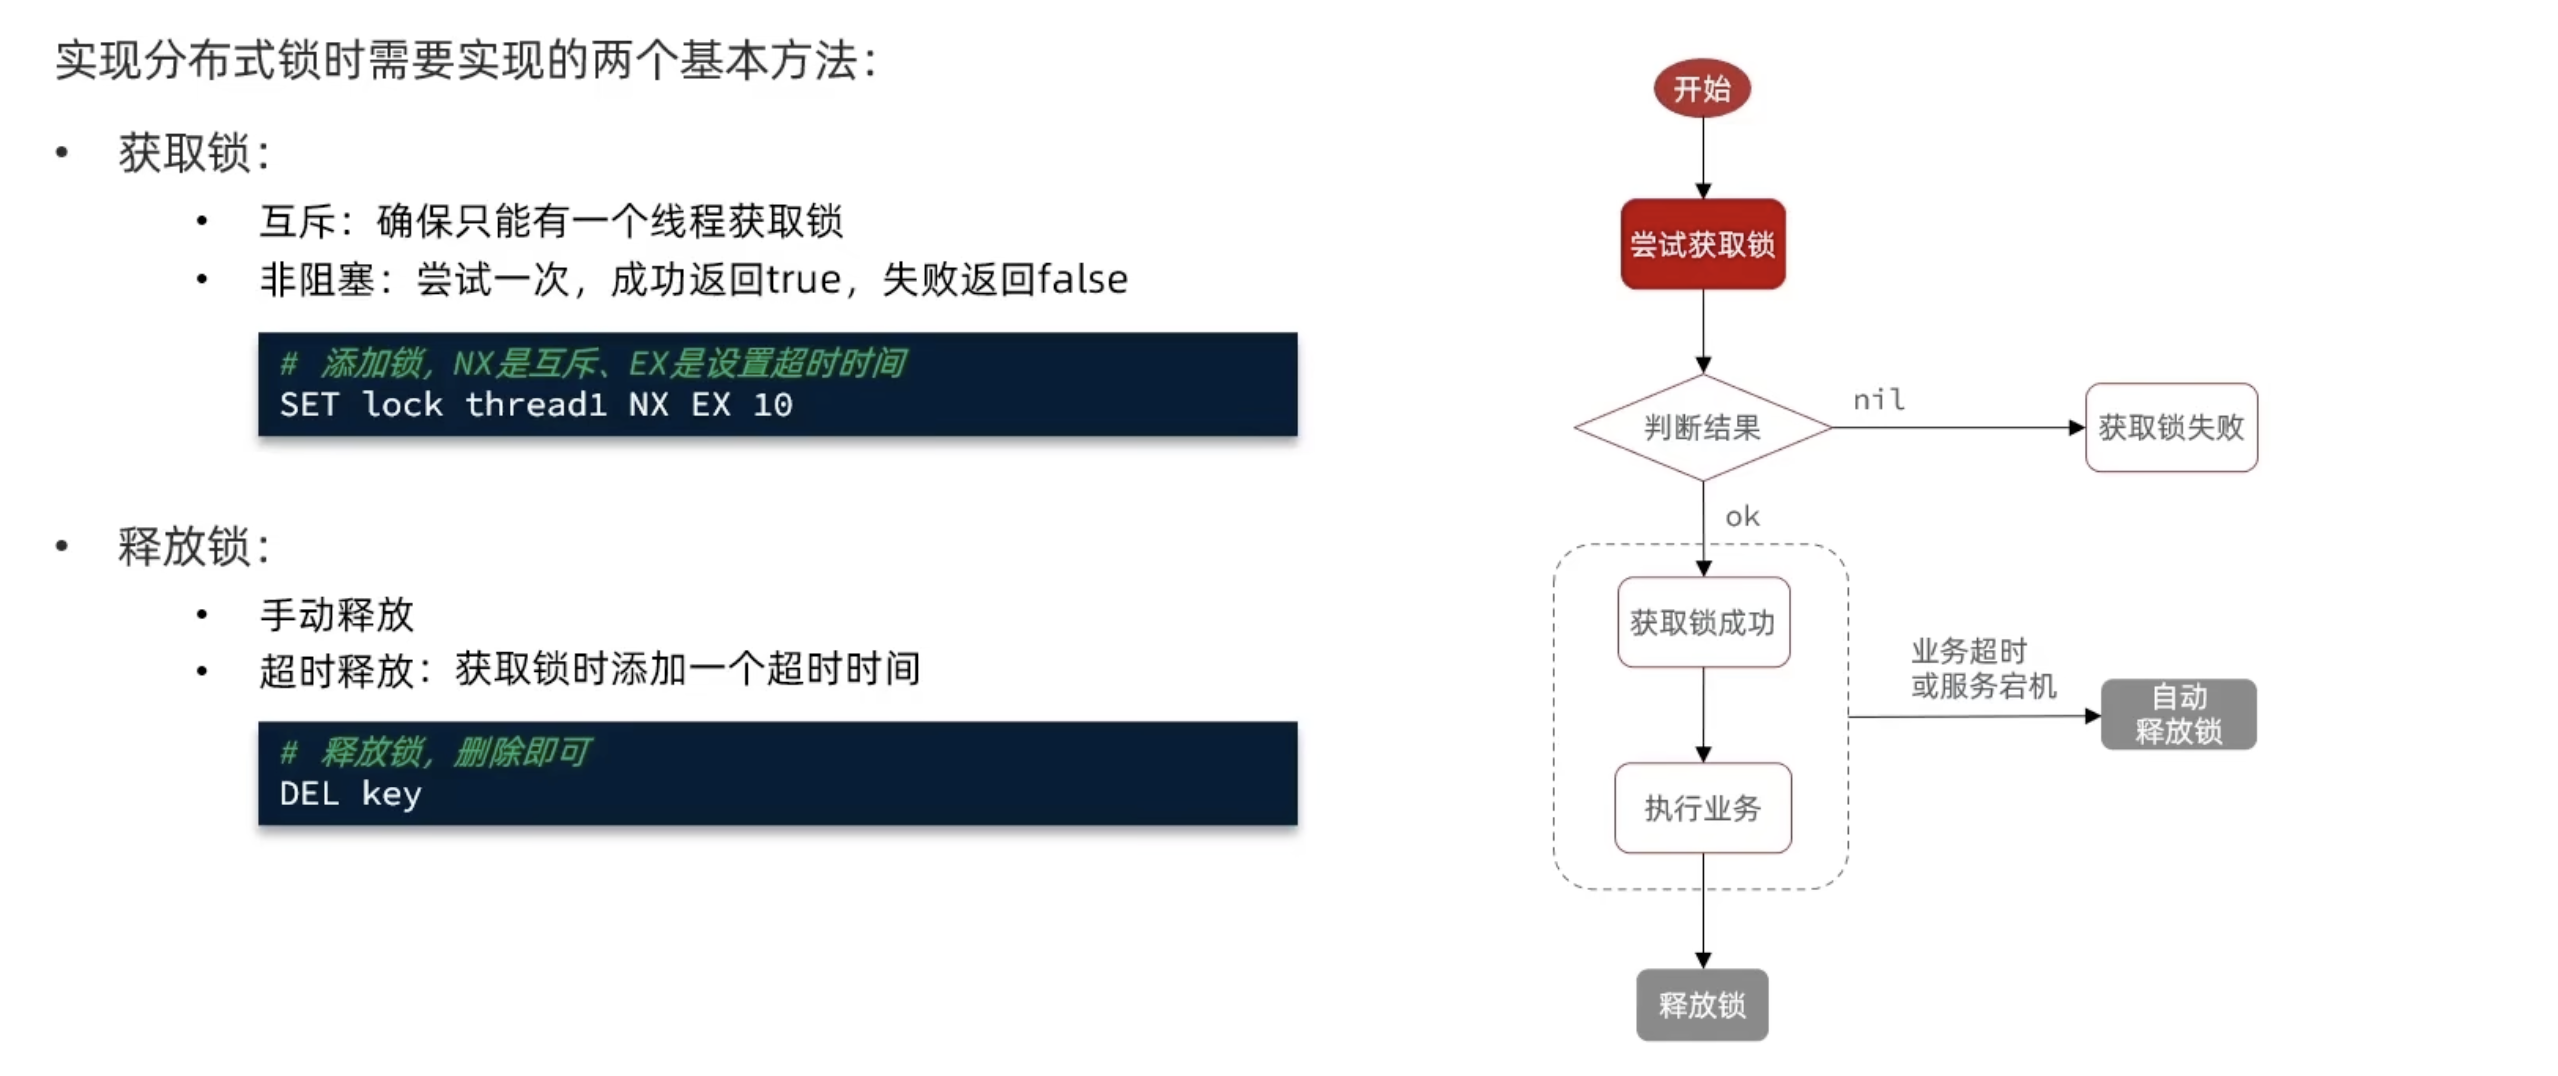 实现分布式锁时需要实现的两个基本方法：
• 获取锁：
• 互斥：确保只能有一个线程获取锁
• 非阻塞：尝试一次，成功返回true，失败返回false
# 添加锁，NX是互斥、EX是设置超时时间
SET lock thread1 NX EX 10
• 释放锁：
• 手动释放
• 超时释放：获取锁时添加一个超时时间
# 释放锁，删除即可
DEL key
开始
尝试获取锁
判断结果
nil
获取锁失败
ok
获取锁成功
业务超时
或服务宕机
自动
释放锁
执行业务
释放锁